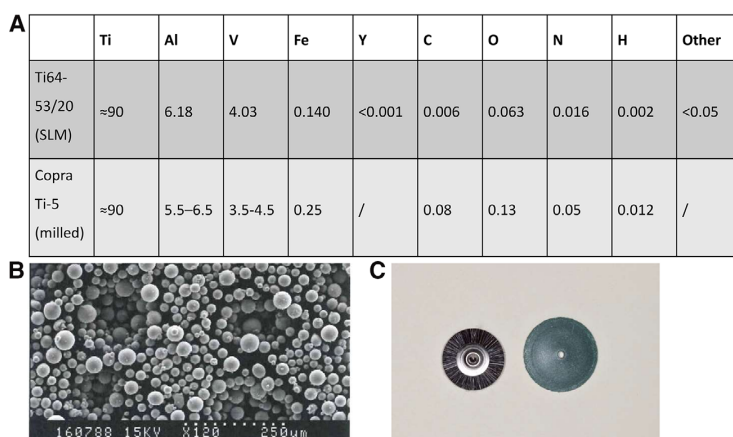 A
Ti Al V Fe Y C O N H Other
Ti64-
53/20
(SLM)
≈90 6.18 4.03 0.140 <0.001 0.006 0.063 0.016 0.002 <0.05
Copra
Ti-5
(milled)
≈90 5.5–6.5 3.5-4.5 0.25 / 0.08 0.13 0.05 0.012 /
B
C
160788 15KV X120 250µm